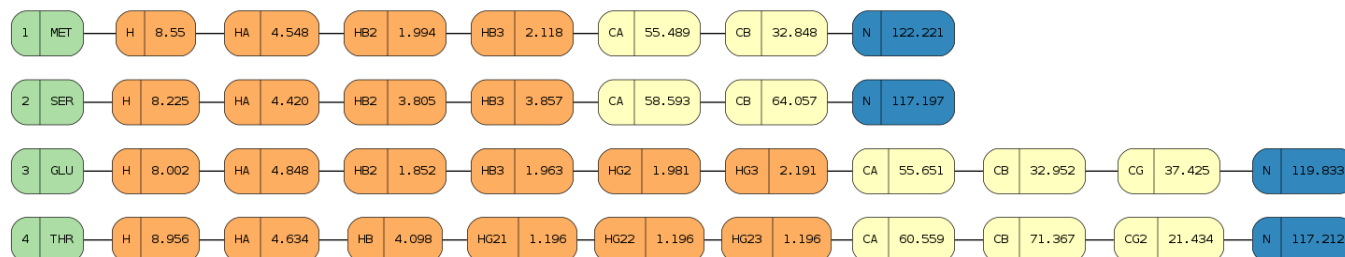 1 MET H 8.55 HA 4.548 HB2 1.994 HB3 2.118 CA 55.489 CB 32.848 N 122.221
2 SER H 8.225 HA 4.420 HB2 3.805 HB3 3.857 CA 58.593 CB 64.057 N 117.197
3 GLU H 8.002 HA 4.848 HB2 1.852 HB3 1.963 HG2 1.981 HG3 2.191 CA 55.651 CB 32.952 CG 37.425 N 119.833
4 THR H 8.956 HA 4.634 HB 4.098 HG21 1.196 HG22 1.196 HG23 1.196 CA 60.559 CB 71.367 CG2 21.434 N 117.212